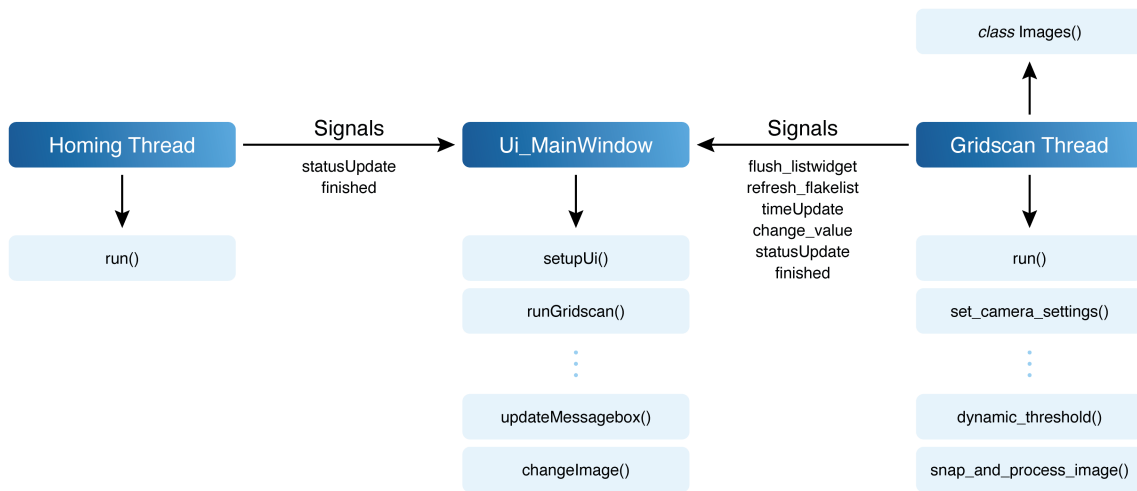 class Images()
Homing Thread
Signals
statusUpdate
finished
run()
Ui_MainWindow
setupUi()
runGridscan()
updateMessagebox()
changeImage()
Signals
flush_listwidget
refresh_flakelist
timeUpdate
change_value
statusUpdate
finished
Gridscan Thread
run()
set_camera_settings()
dynamic_threshold()
snap_and_process_image()